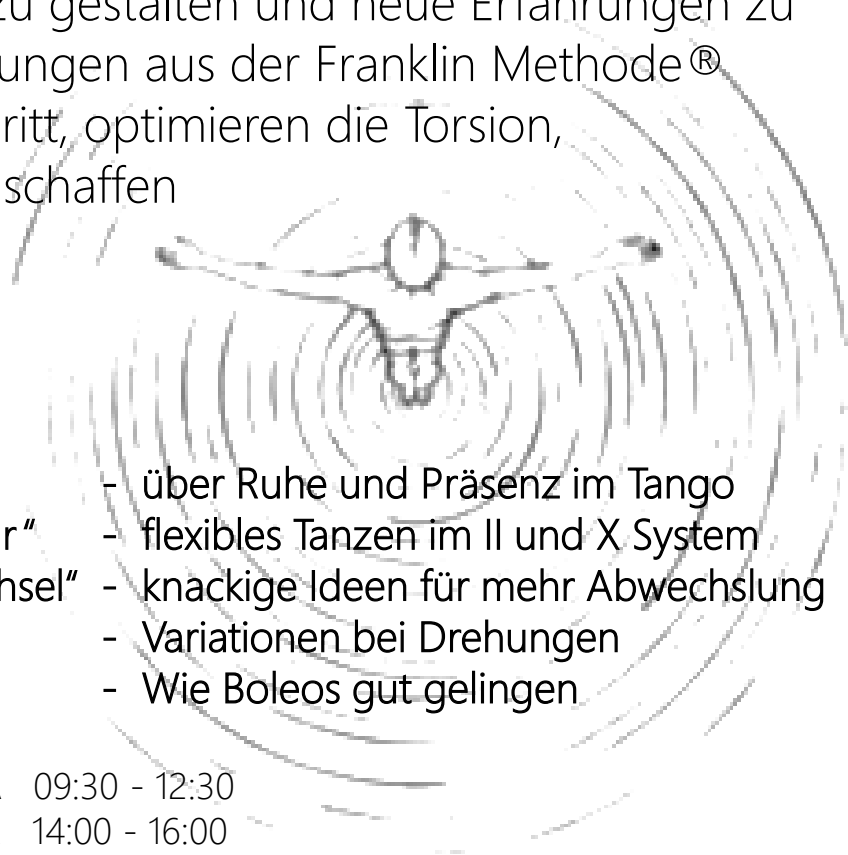 zu gestalten und neue Erfahrungen zu
ungen aus der Franklin Methode®
ritt, optimieren die Torsion,
schaffen
- über Ruhe und Präsenz im Tango
r“ - flexibles Tanzen im II und X System
hsel“ - knackige Ideen für mehr Abwechslung
- Variationen bei Drehungen
- Wie Boleos gut gelingen
09:30 - 12:30
14:00 - 16:00